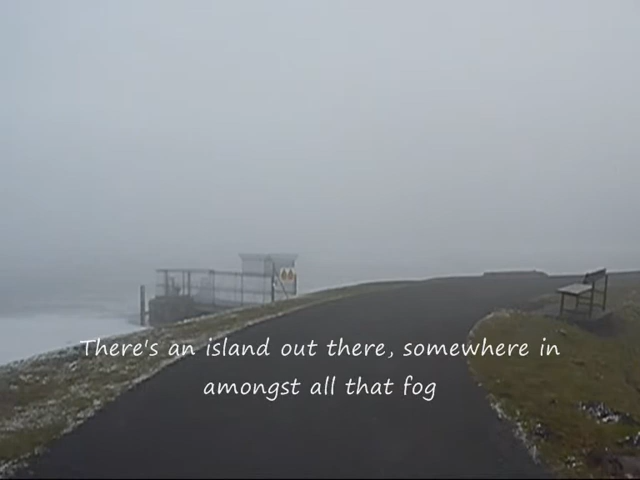 There's an island out there, somewhere in
amongst all that fog